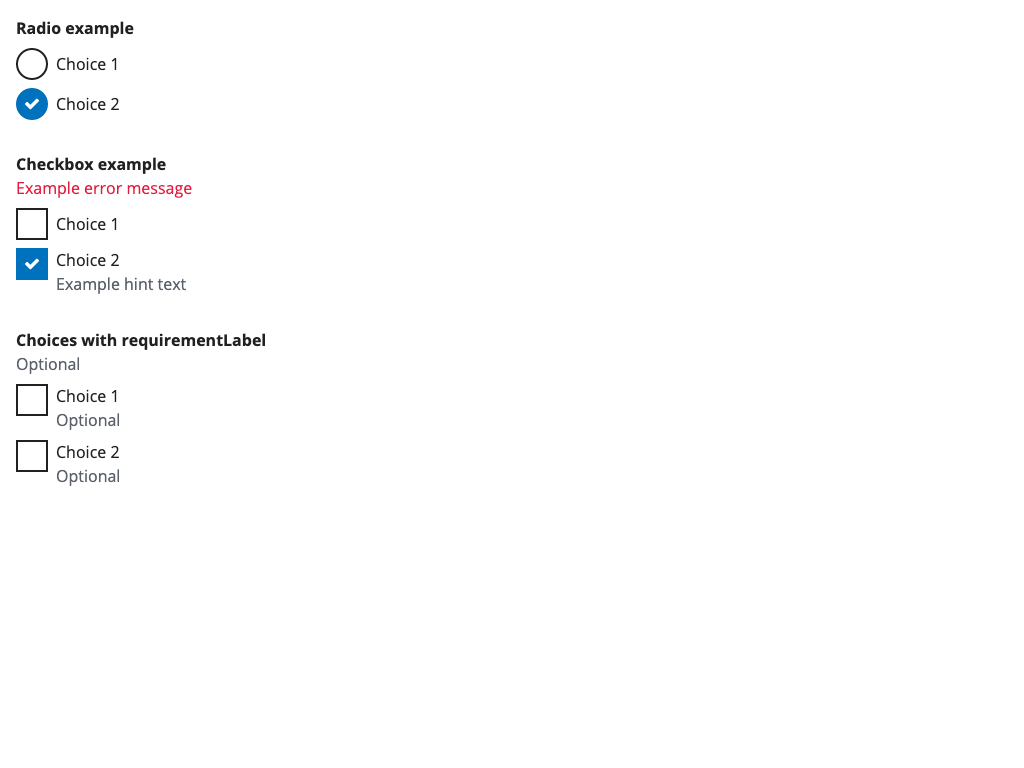 Radio example
Choice 1
Choice 2
Checkbox example
Example error message
Choice 1
Choice 2
Example hint text
Choices with requirementLabel
Optional
Choice 1
Optional
Choice 2
Optional